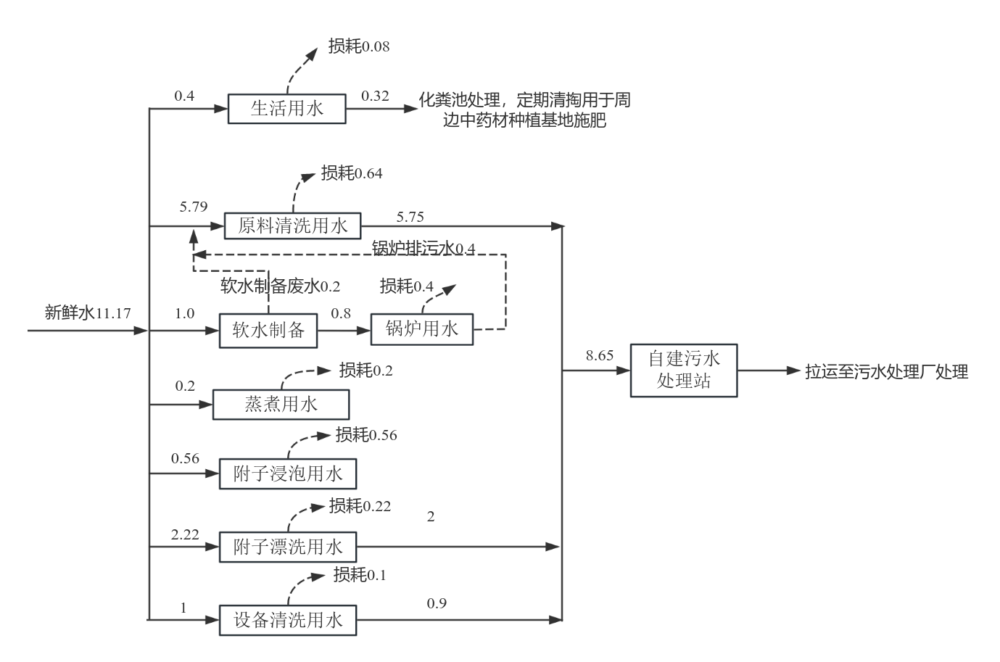 损耗0.08
0.4
生活用水
0.32
化粪池处理，定期清掏用于周
边中药材种植基地施肥
损耗0.64
5.79
原料清洗用水
5.75
锅炉排污水0.4
软水制备废水0.2
损耗0.4
新鲜水11.17
1.0
软水制备
0.8
锅炉用水
8.65
自建污水
处理站
拉运至污水处理厂处理
损耗0.2
0.2
蒸煮用水
损耗0.56
0.56
附子浸泡用水
损耗0.22
2.22
附子漂洗用水
2
损耗0.1
1
设备清洗用水
0.9